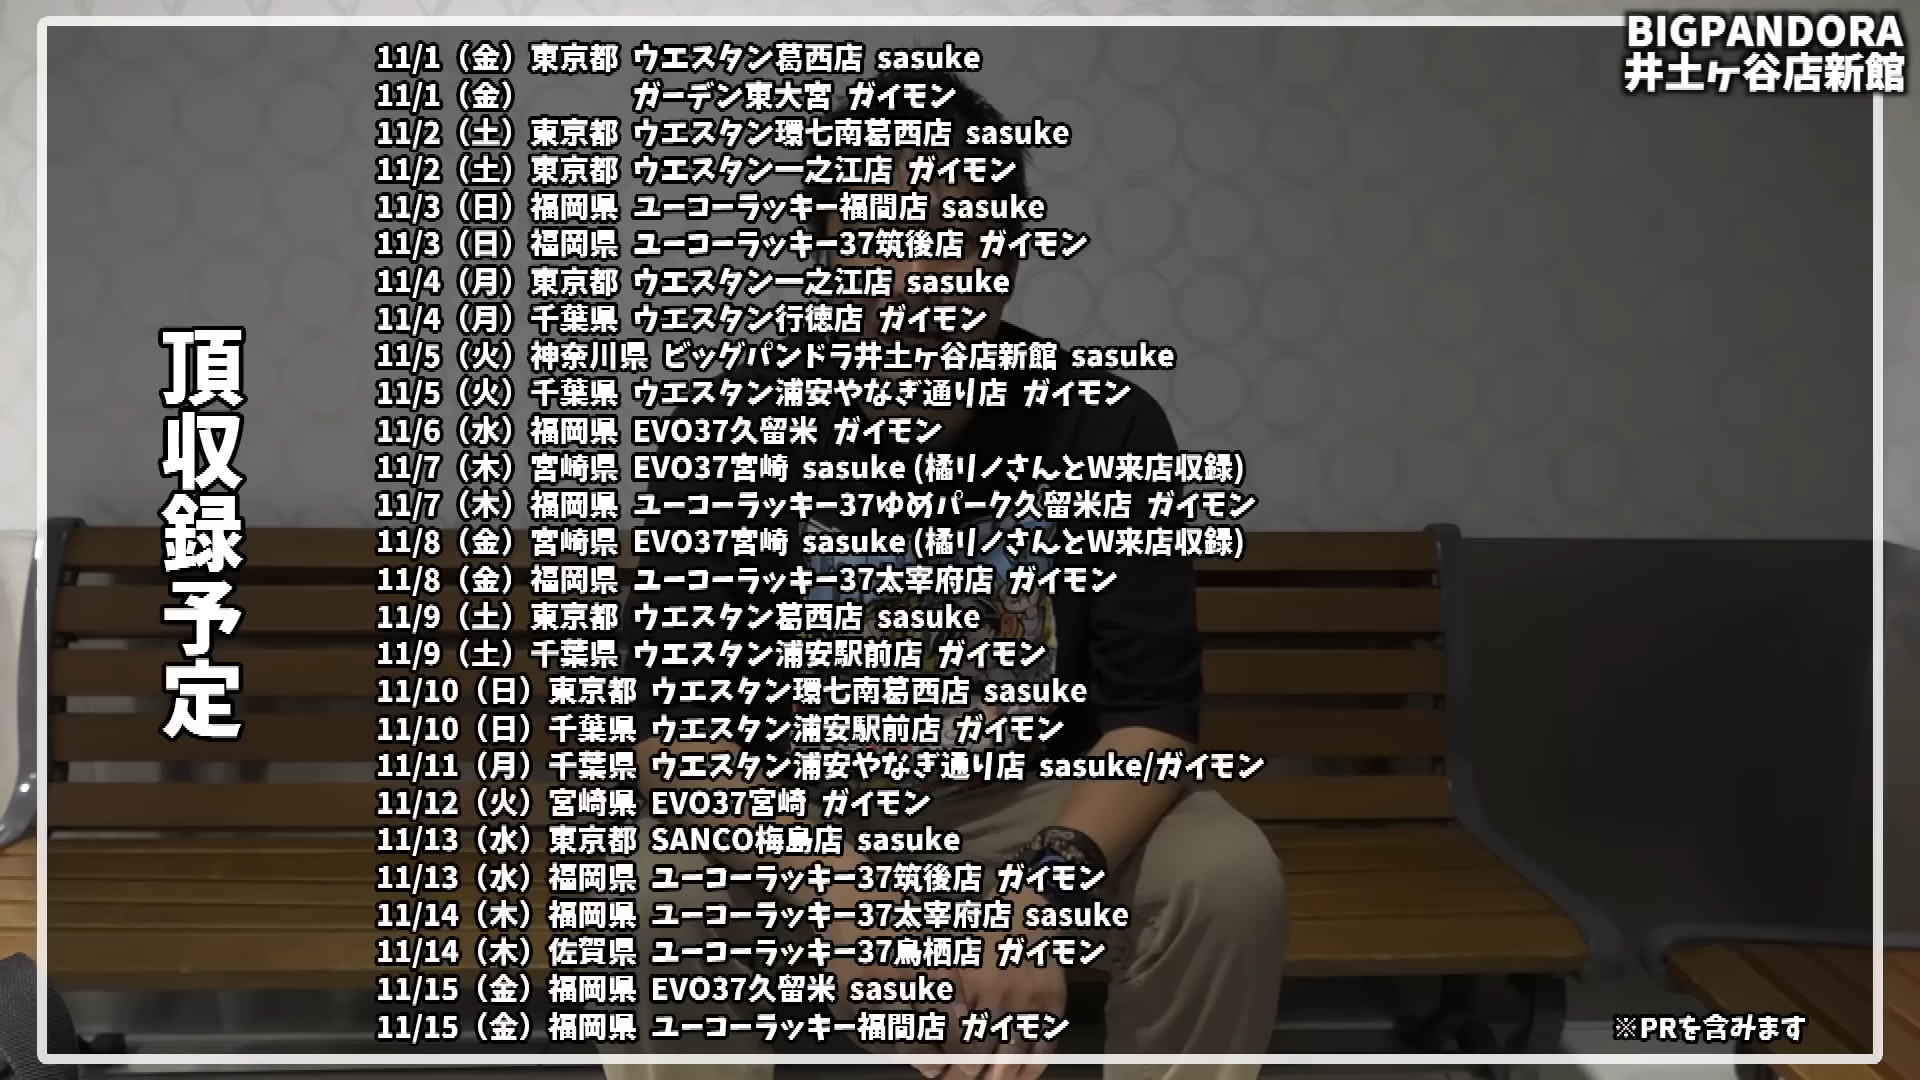 BIGPANDORA
井土ヶ谷店新館
頂収録予定
11/1（金）東京都 ウエスタン葛西店 sasuke
11/1（金） ガーデン東大宮 ガイモン
11/2（土）東京都 ウエスタン環七南葛西店 sasuke
11/2（土）東京都 ウエスタン一之江店 ガイモン
11/3（日）福岡県 ユーコーラッキー福間店 sasuke
11/3（日）福岡県 ユーコーラッキー37筑後店 ガイモン
11/4（月）東京都 ウエスタン一之江店 sasuke
11/4（月）千葉県 ウエスタン行徳店 ガイモン
11/5（火）神奈川県 ビッグパンドラ井土ヶ谷店新館 sasuke
11/5（火）千葉県 ウエスタン浦安やなぎ通り店 ガイモン
11/6（水）福岡県 EVO37久留米 ガイモン
11/7（木）宮崎県 EVO37宮崎 sasuke (橘リノさんとW来店収録)
11/7（木）福岡県 ユーコーラッキー37ゆめパーク久留米店 ガイモン
11/8（金）宮崎県 EVO37宮崎 sasuke (橘リノさんとW来店収録)
11/8（金）福岡県 ユーコーラッキー37太宰府店 ガイモン
11/9（土）東京都 ウエスタン葛西店 sasuke
11/9（土）千葉県 ウエスタン浦安駅前店 ガイモン
11/10（日）東京都 ウエスタン環七南葛西店 sasuke
11/10（日）千葉県 ウエスタン浦安駅前店 ガイモン
11/11（月）千葉県 ウエスタン浦安やなぎ通り店 sasuke/ガイモン
11/12（火）宮崎県 EVO37宮崎 ガイモン
11/13（水）東京都 SANCO梅島店 sasuke
11/13（水）福岡県 ユーコーラッキー37筑後店 ガイモン
11/14（木）福岡県 ユーコーラッキー37太宰府店 sasuke
11/14（木）佐賀県 ユーコーラッキー37鳥栖店 ガイモン
11/15（金）福岡県 EVO37久留米 sasuke
11/15（金）福岡県 ユーコーラッキー福間店 ガイモン
※PRを含みます